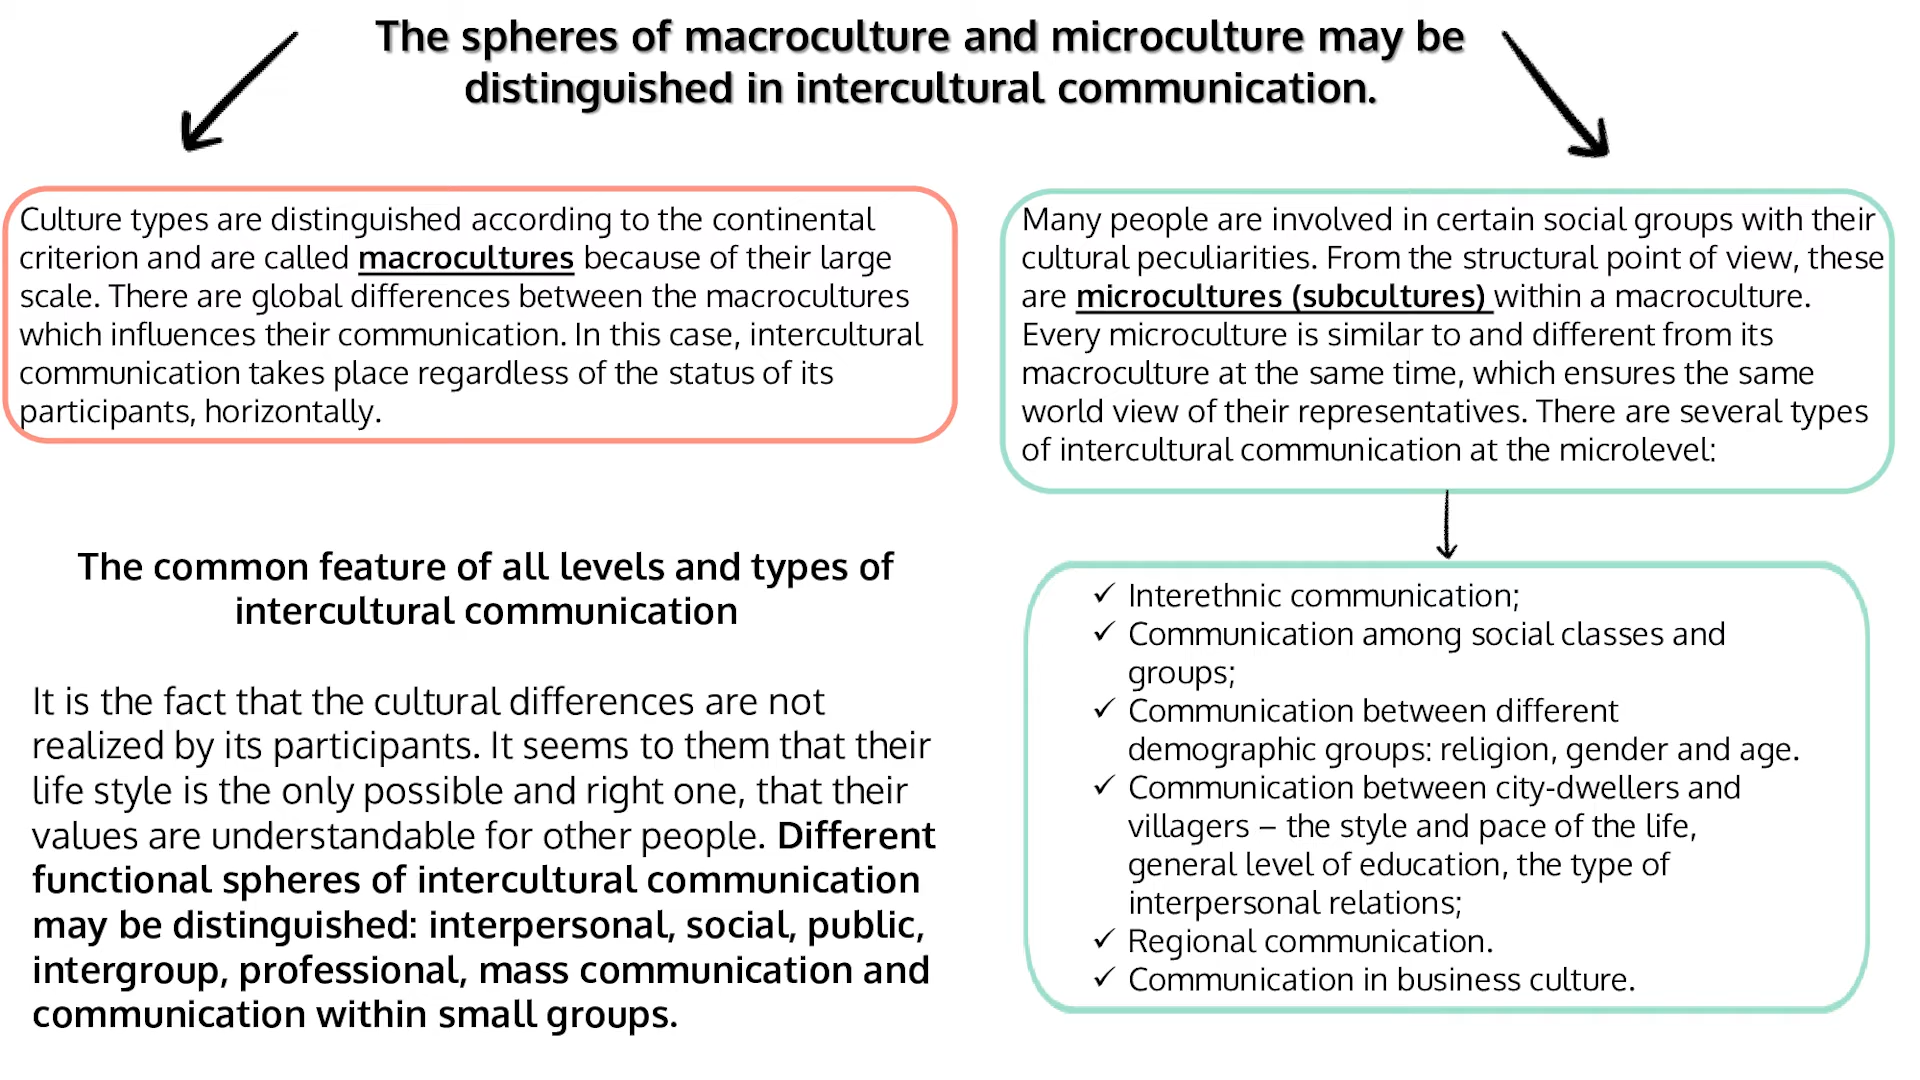 The spheres of macroculture and microculture may be
distinguished in intercultural communication.
Culture types are distinguished according to the continental
criterion and are called macrocultures because of their large
scale. There are global differences between the macrocultures
which influences their communication. In this case, intercultural
communication takes place regardless of the status of its
participants, horizontally.
Many people are involved in certain social groups with their
cultural peculiarities. From the structural point of view, these
are microcultures (subcultures) within a macroculture.
Every microculture is similar to and different from its
macroculture at the same time, which ensures the same
world view of their representatives. There are several types
of intercultural communication at the microlevel:
The common feature of all levels and types of
intercultural communication
It is the fact that the cultural differences are not
realized by its participants. It seems to them that their
life style is the only possible and right one, that their
values are understandable for other people. Different
functional spheres of intercultural communication
may be distinguished: interpersonal, social, public,
intergroup, professional, mass communication and
communication within small groups.
✓ Interethnic communication;
✓ Communication among social classes and
groups;
✓ Communication between different
demographic groups: religion, gender and age.
✓ Communication between city-dwellers and
villagers – the style and pace of the life,
general level of education, the type of
interpersonal relations;
✓ Regional communication.
✓ Communication in business culture.